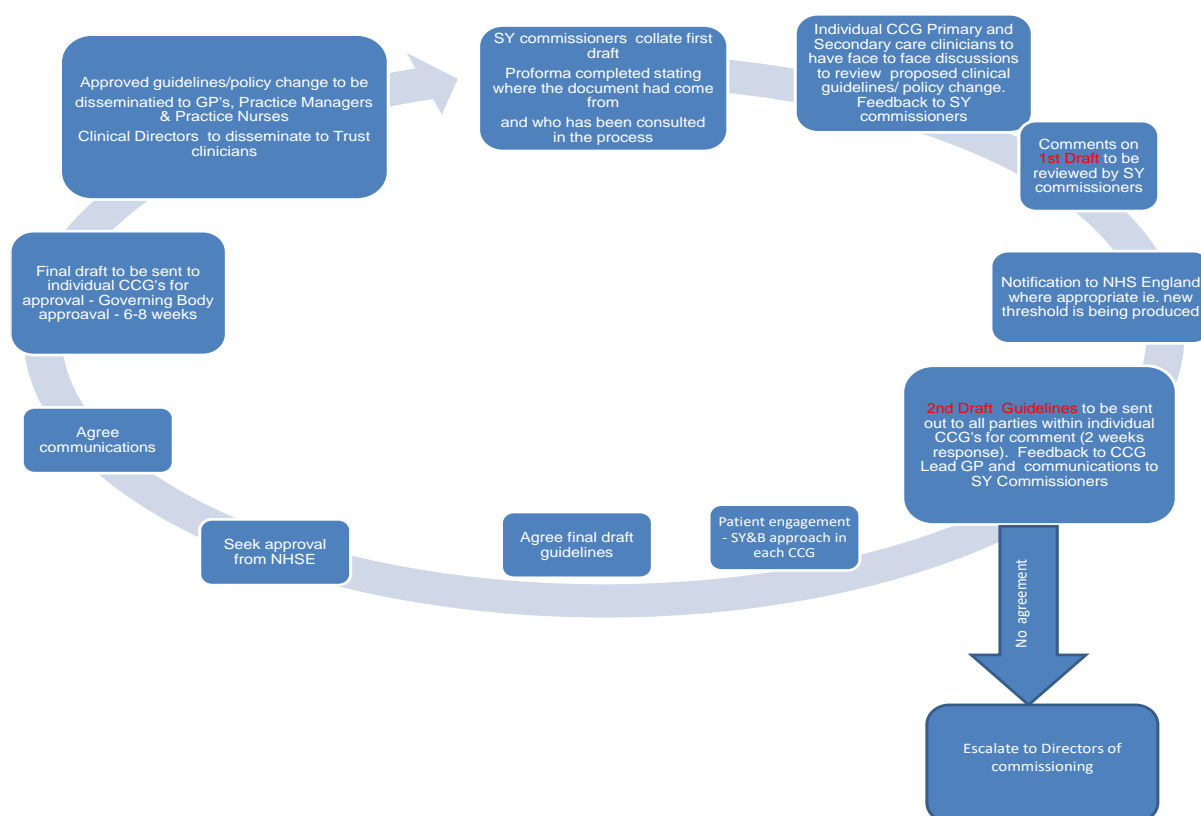 SY commissioners collate first
draft
Proforma completed stating
where the document had come
from
and who has been consulted
in the process
Individual CCG Primary and
Secondary care clinicians to
have face to face discussions
to review proposed clinical
guidelines/ policy change.
Feedback to SY
commissioners
Comments on
1st Draft to be
reviewed by SY
commissioners
Notification to NHS England
where appropriate ie. new
threshold is being produced
2nd Draft Guidelines to be sent
out to all parties within individual
CCG's for comment (2 weeks
response). Feedback to CCG
Lead GP and communications to
SY Commissioners
No agreement
Escalate to Directors of
commissioning
Patient engagement
- SY&B approach in
each CCG
Agree final draft
guidelines
Seek approval
from NHSE
Agree
communications
Final draft to be sent to
individual CCG's for
approval - Governing Body
approaval - 6-8 weeks
Approved guidelines/policy change to be
disseminatied to GP's, Practice Managers
& Practice Nurses
Clinical Directors to disseminate to Trust
clinicians